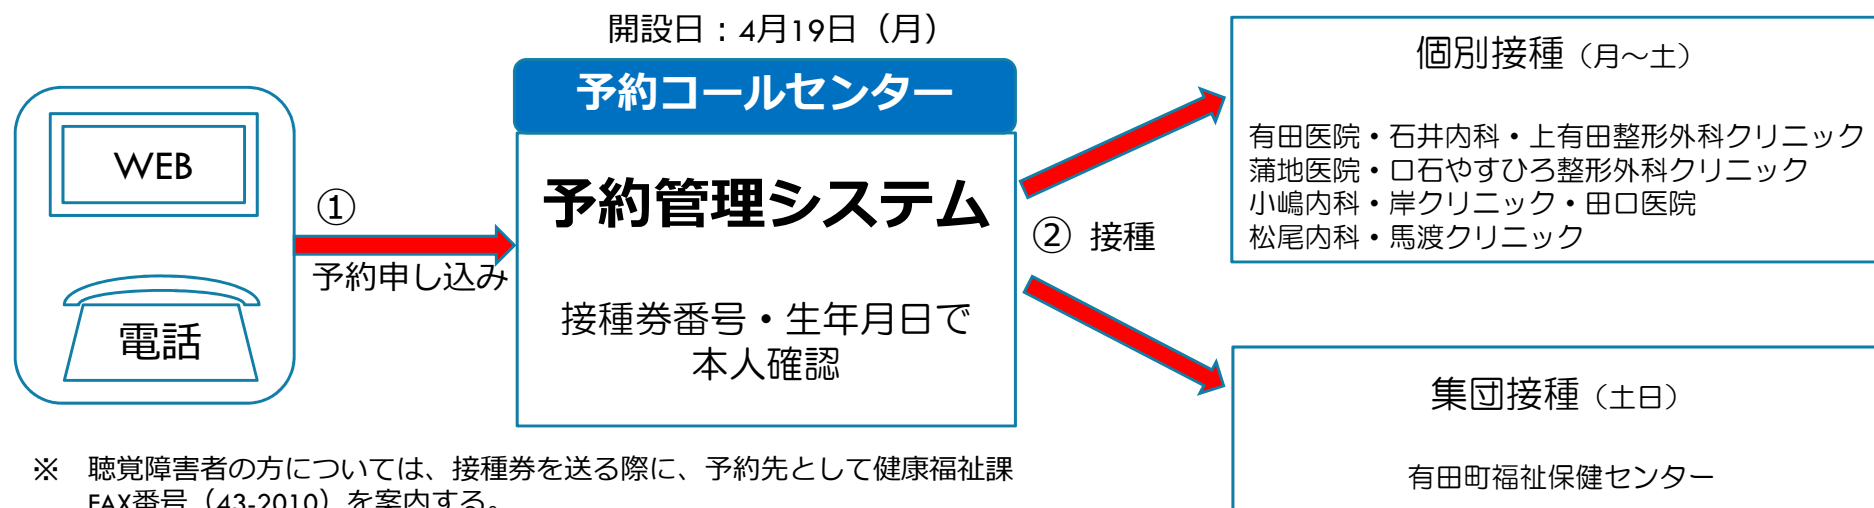 開設日：4月19日（月）
予約コールセンター
WEB
電話
①
予約申し込み
予約管理システム
接種券番号・生年月日で
本人確認
② 接種
個別接種（月～土）
有田医院・石井内科・上有田整形外科クリニック
蒲地医院・口石やすひろ整形外科クリニック
小嶋内科・岸クリニック・田口医院
松尾内科・馬渡クリニック
集団接種（土日）
有田町福祉保健センター
※　聴覚障害者の方については、接種券を送る際に、予約先として健康福祉課
FAX番号（43-2010）を案内する。